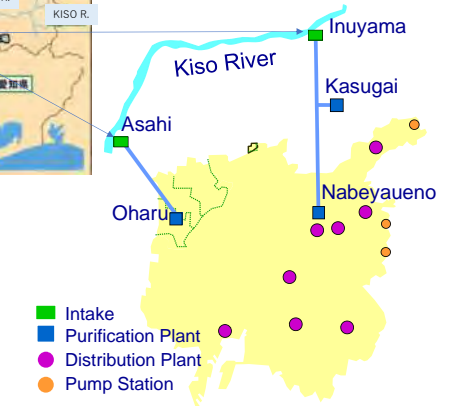 KISO R.
Inuyama
Kiso River
Kasugai
愛知県
Asahi
Oharu
Nabeyaueno
Intake
Purification Plant
Distribution Plant
Pump Station